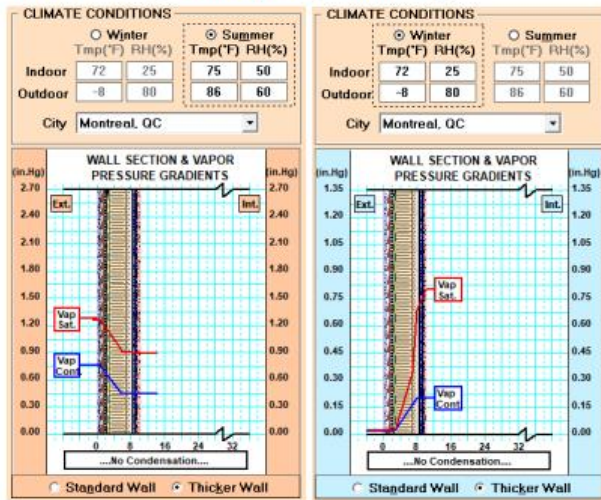 CLIMATE CONDITIONS
Winter Summer
Tmp(°F) RH(%) Tmp(°F) RH(%)
Indoor 72 25 75 50
Outdoor -8 80 86 60
City Montreal, QC
(in.Hg) WALL SECTION & VAPOR (in.Hg)
PRESSURE GRADIENTS
2.70 2.70
Ext. Int.
2.40 2.40
2.10 2.10
1.80 1.80
1.50 1.50
Vap
Sat.
1.20 1.20
0.90 0.90
Vap
Cont.
0.60 0.60
0.30 0.30
0.00 0.00
0 8 16 24 32
....No Condensation....
Standard Wall Thicker Wall
CLIMATE CONDITIONS
Winter Summer
Tmp(°F) RH(%) Tmp(°F) RH(%)
Indoor 72 25 75 50
Outdoor -8 80 86 60
City Montreal, QC
(in.Hg) WALL SECTION & VAPOR (in.Hg)
PRESSURE GRADIENTS
1.35 1.35
Ext. Int.
1.20 1.20
1.05 1.05
0.90 0.90
Vap
Sat.
0.75 0.75
0.60 0.60
0.45 0.45
0.30 0.30
Vap
Cont
0.15 0.15
0.00 0.00
0 8 16 24 32
....No Condensation....
Standard Wall Thicker Wall